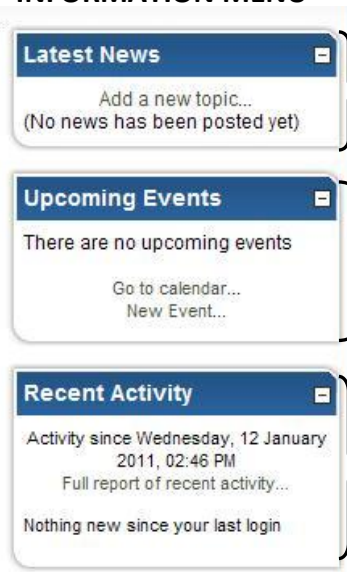 INFORMATION MENU
Latest News
Add a new topic...
(No news has been posted yet)
Upcoming Events
There are no upcoming events
Go to calendar...
New Event...
Recent Activity
Activity since Wednesday, 12 January
2011, 02:46 PM
Full report of recent activity...
Nothing new since your last login